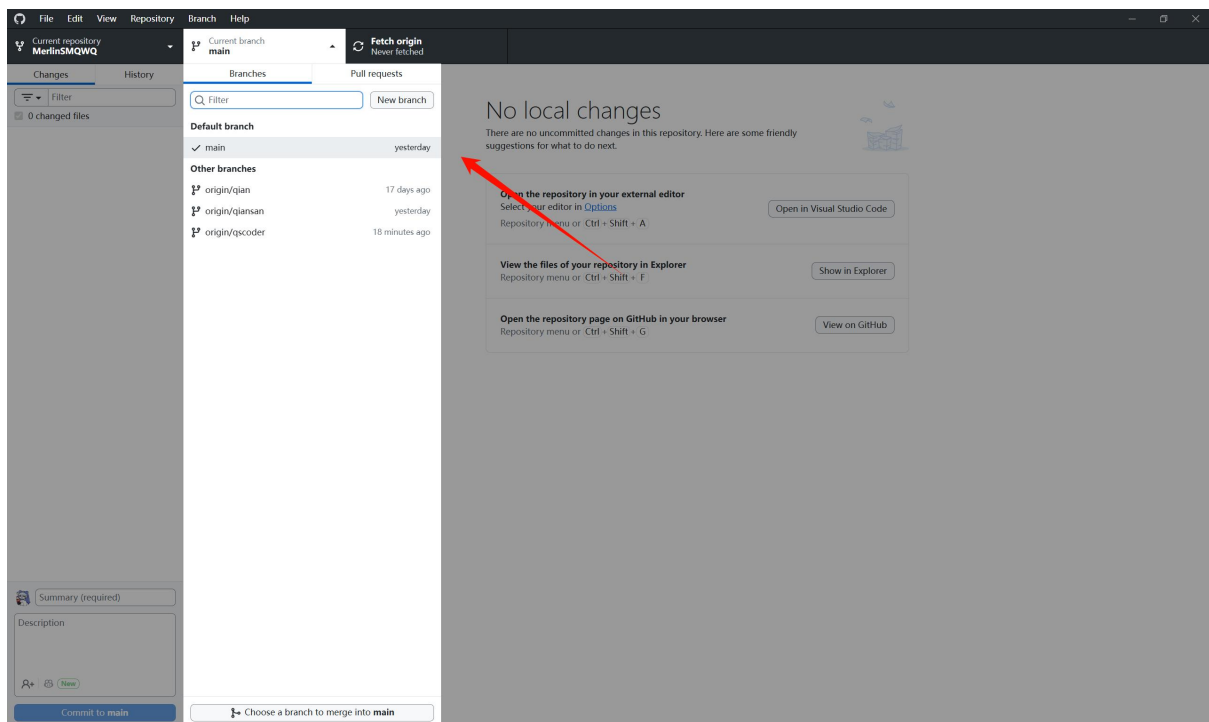 File Edit View Repository Branch Help
Current repository
MerlinSMQWQ
Current branch
main
Fetch origin
Never fetched
Changes History
Filter
0 changed files
Branches Pull requests
Filter
New branch
Default branch
main yesterday
Other branches
origin/qian 17 days ago
origin/qiansan yesterday
origin/qscoder 18 minutes ago
Choose a branch to merge into main
No local changes
There are no uncommitted changes in this repository. Here are some friendly
suggestions for what to do next.
Open the repository in your external editor
Select your editor in Options
Repository menu or Ctrl + Shift + A
Open in Visual Studio Code
View the files of your repository in Explorer
Repository menu or Ctrl + Shift + F
Show in Explorer
Open the repository page on GitHub in your browser
Repository menu or Ctrl + Shift + G
View on GitHub
Summary (required)
Description
New
Commit to main